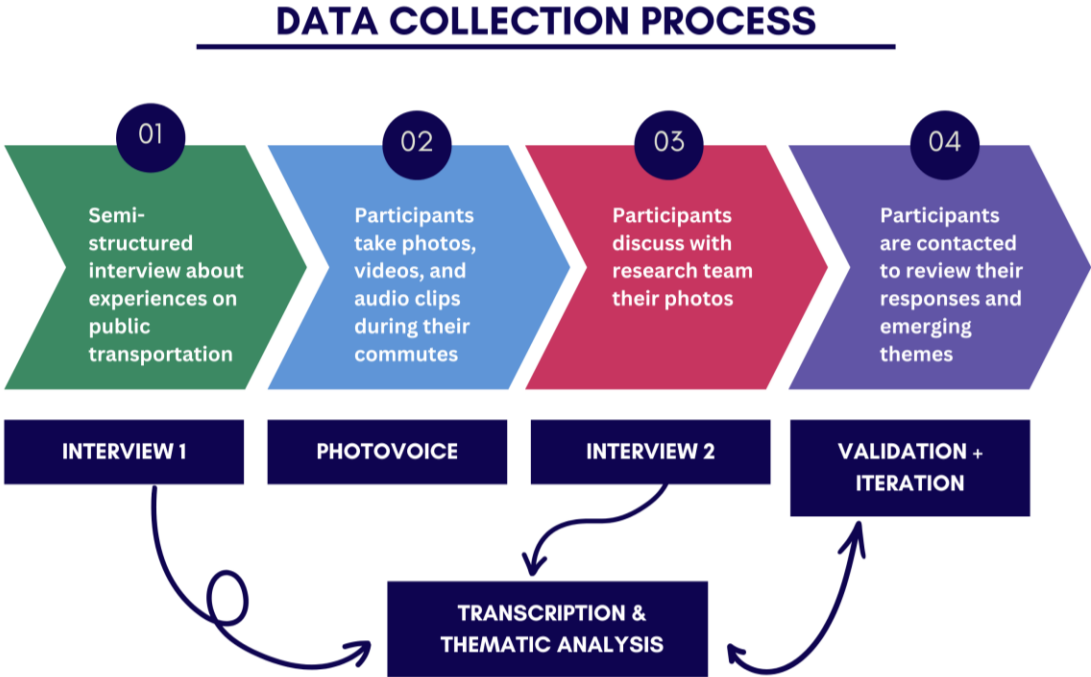 DATA COLLECTION PROCESS
01
Semi-
structured
interview about
experiences on
public
transportation
02
Participants
take photos,
videos, and
audio clips
during their
commutes
03
Participants
discuss with
research team
their photos
04
Participants
are contacted
to review their
responses and
emerging
themes
INTERVIEW 1
PHOTOVOICE
INTERVIEW 2
VALIDATION +
ITERATION
TRANSCRIPTION &
THEMATIC ANALYSIS